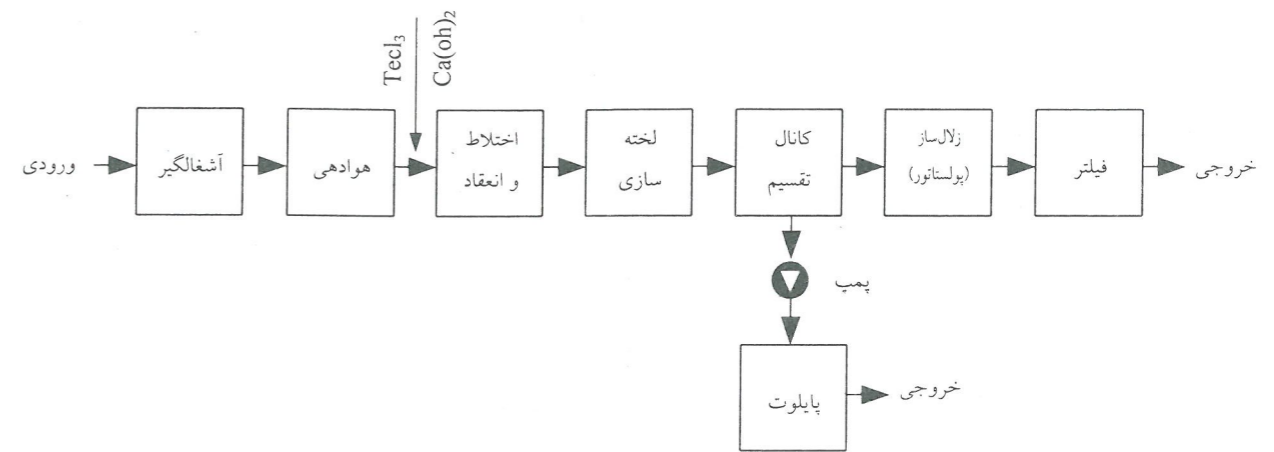 Tecl3
Ca(oh)2
ورودی
آشغالگیر
هوادهی
اختلاط
و انعقاد
لخته
سازی
کانال
تقسیم
زلال‌ساز
(پولستاتور)
فیلتر
خروجی
پمپ
پایلوت
خروجی